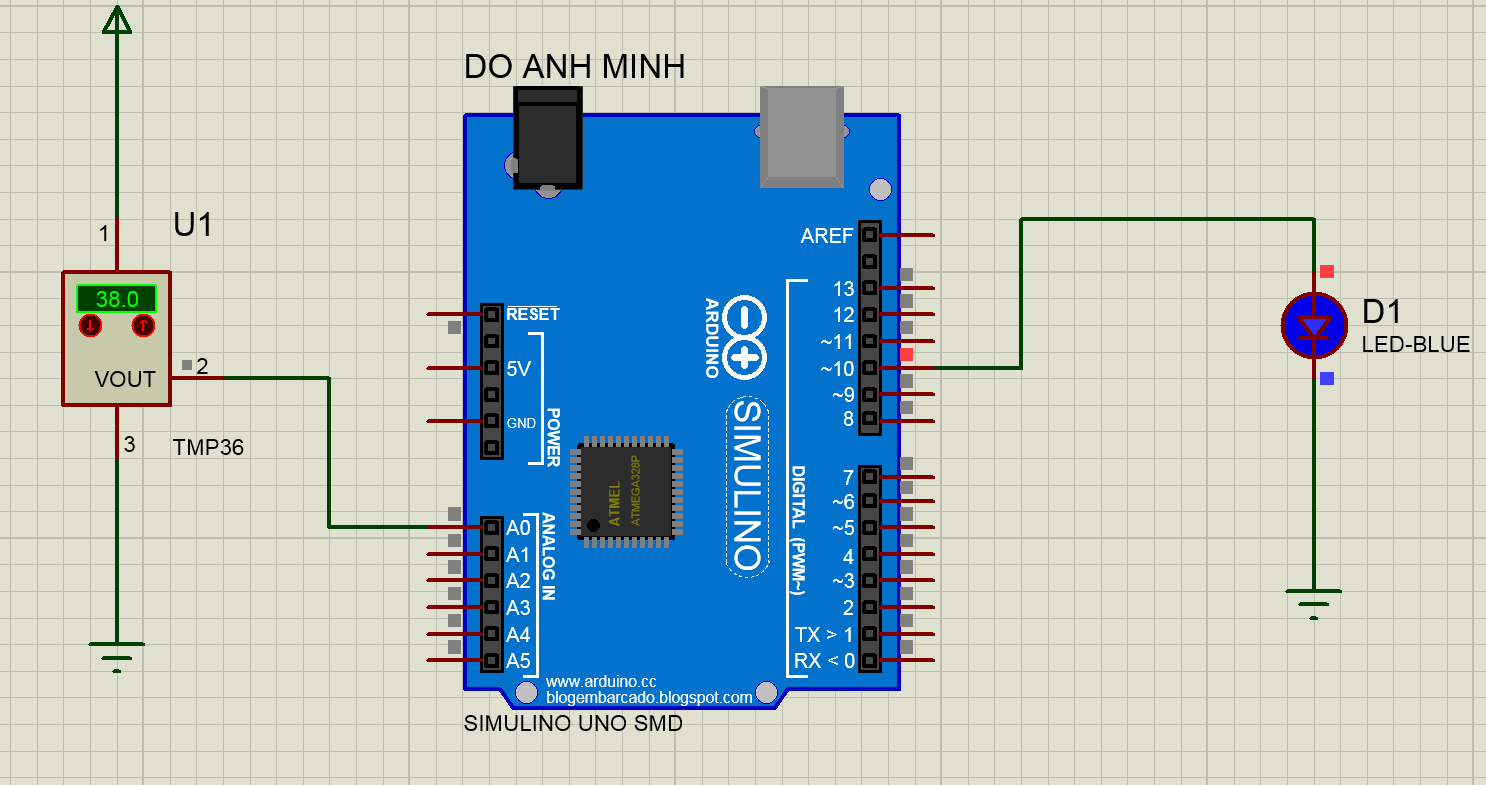 DO ANH MINH
U1
1
38.0
2
VOUT
3
TMP36
RESET
5V
GND
POWER
A0
A1
A2
A3
A4
A5
ANALOG IN
ATMEL
ATMEGA328P
ARDUINO
SIMULINO
AREF
13
12
~11
~10
~9
8
7
~6
~5
4
~3
2
TX > 1
RX < 0
DIGITAL (PWM~)
www.arduino.cc
blogembarcado.blogspot.com
SIMULINO UNO SMD
D1
LED-BLUE